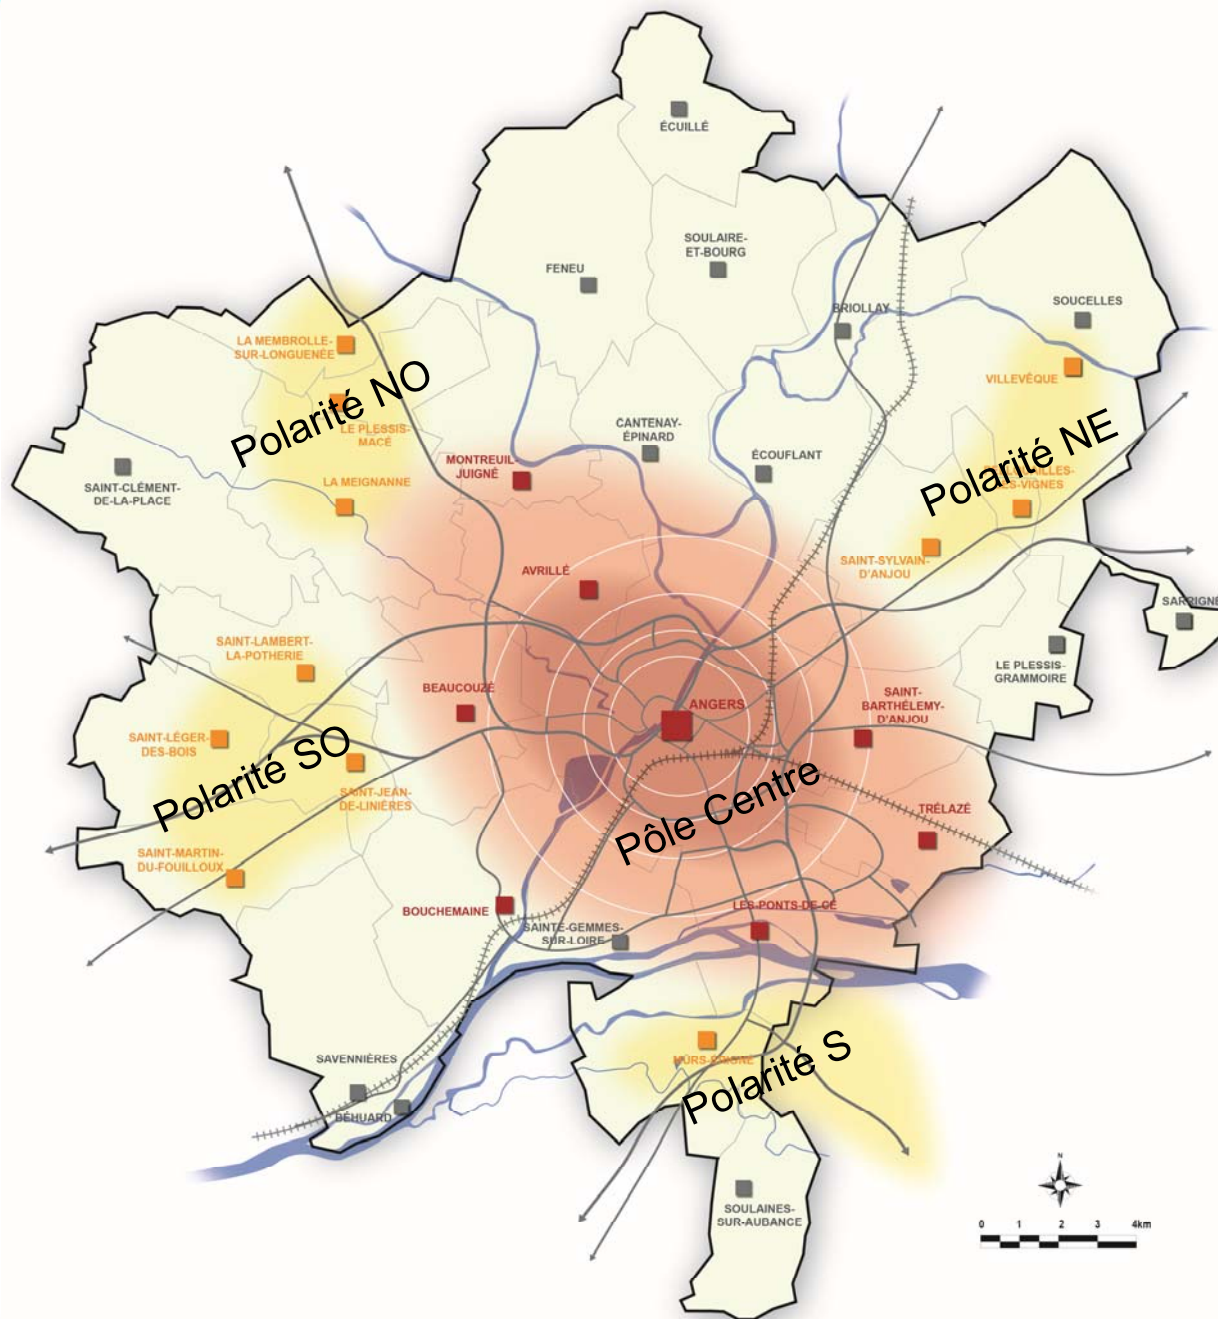 ÉCUILLÉ
SOULAIRE-
ET-BOURG
FENEU
BRIOLLAY
SOUCELLES
LA MEMBROLLE-
SUR-LONGUENÉE
VILLEVÊQUE
Polarité NO
LE PLESSIS-
MACÉ
CANTENAY-
ÉPINARD
ÉCOUFLANT
Polarité NE
-VIGNES
MONTREUIL-
JUIGNÉ
SAINT-CLÉMENT-
DE-LA-PLACE
LA MEIGNANNE
AVRILLÉ
SAINT-SYLVAIN-
D'ANJOU
SARRIGNÉ
SAINT-LAMBERT-
LA-POTHERIE
LE PLESSIS-
GRAMMOIRE
BEAUCOUZÉ
ANGERS
SAINT-
BARTHÉLEMY-
D'ANJOU
SAINT-LÉGER-
DES-BOIS
Polarité SO
SAINT-JEAN-
DE-LINIÈRES
Pôle Centre
TRÉLAZÉ
SAINT-MARTIN-
DU-FOUILLOUX
BOUCHEMAINE
LES-PONTS-DE-CÉ
SAINTE-GEMMES-
SUR-LOIRE
SAVENNIÈRES
MÛRS-ERIGNÉ
Polarité S
BÉHUARD
N
SOULAINES-
SUR-AUBANCE
0 1 2 3 4km